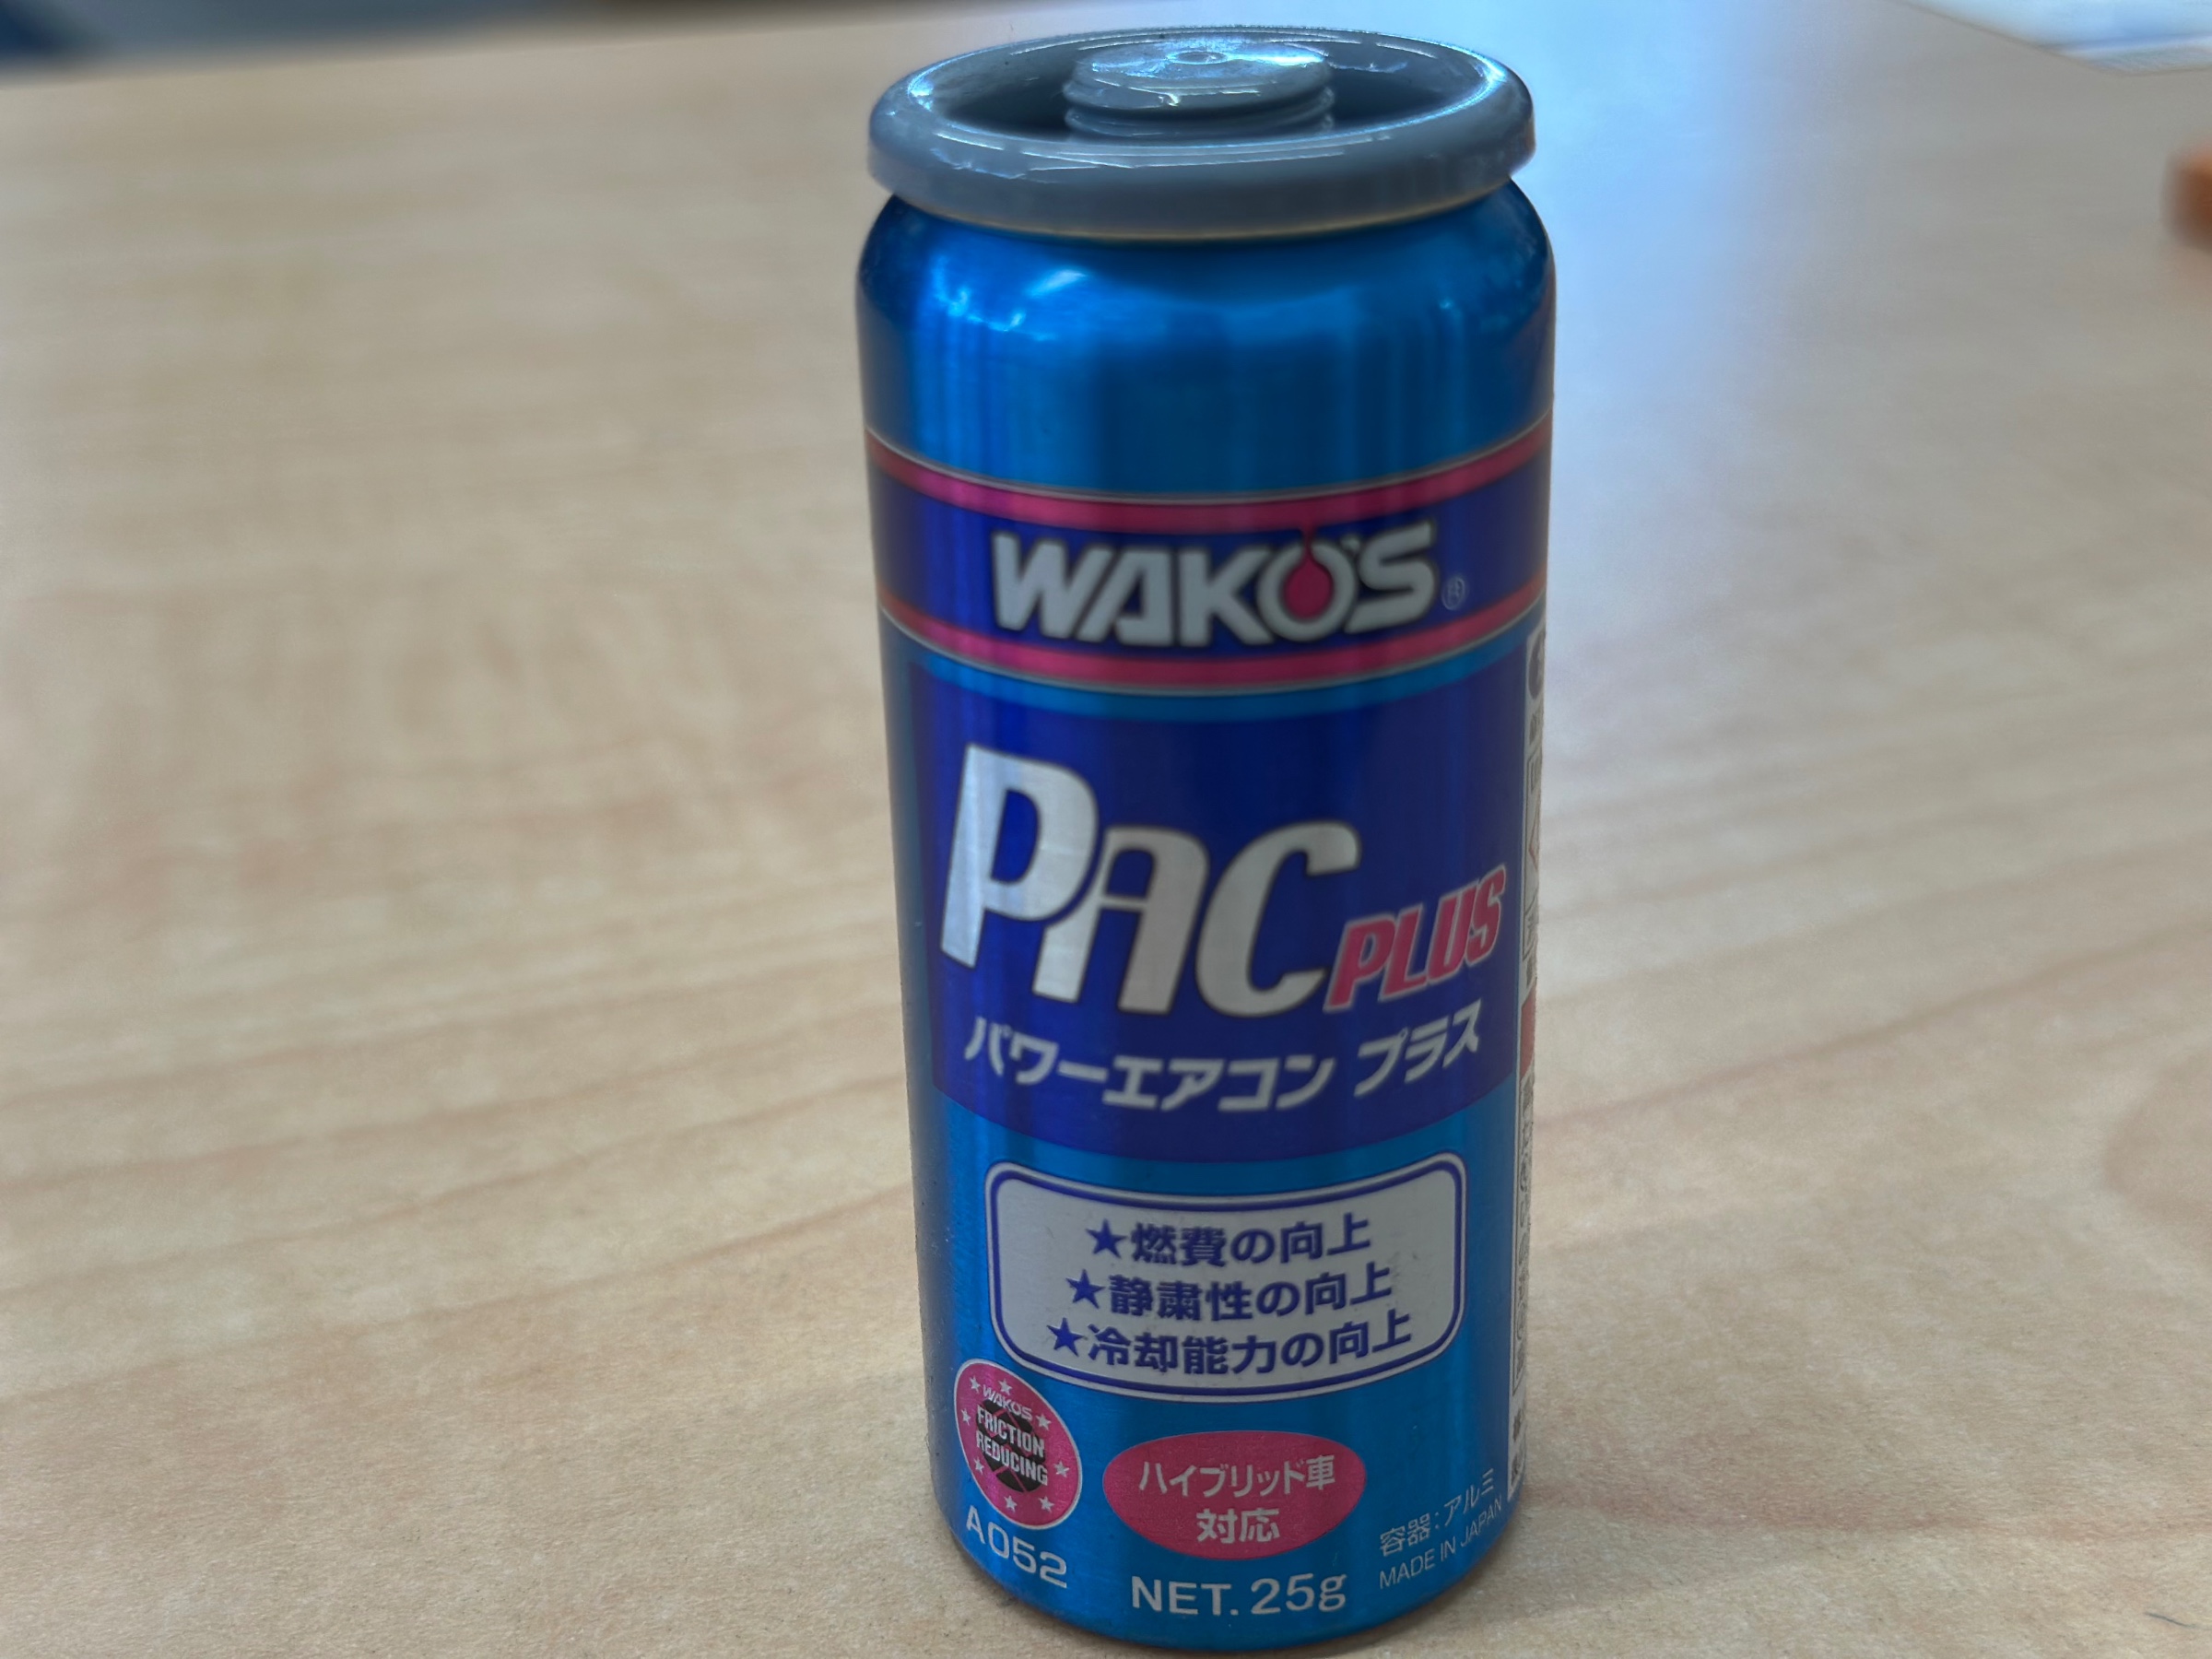 WAKO'S®
PAC PLUS
パワーエアコン プラス
★燃費の向上
★静粛性の向上
★冷却能力の向上
WAKO'S
FRICTION
REDUCING
A052
ハイブリッド車
対応
NET. 25g
容器:アルミ
MADE IN JAPAN